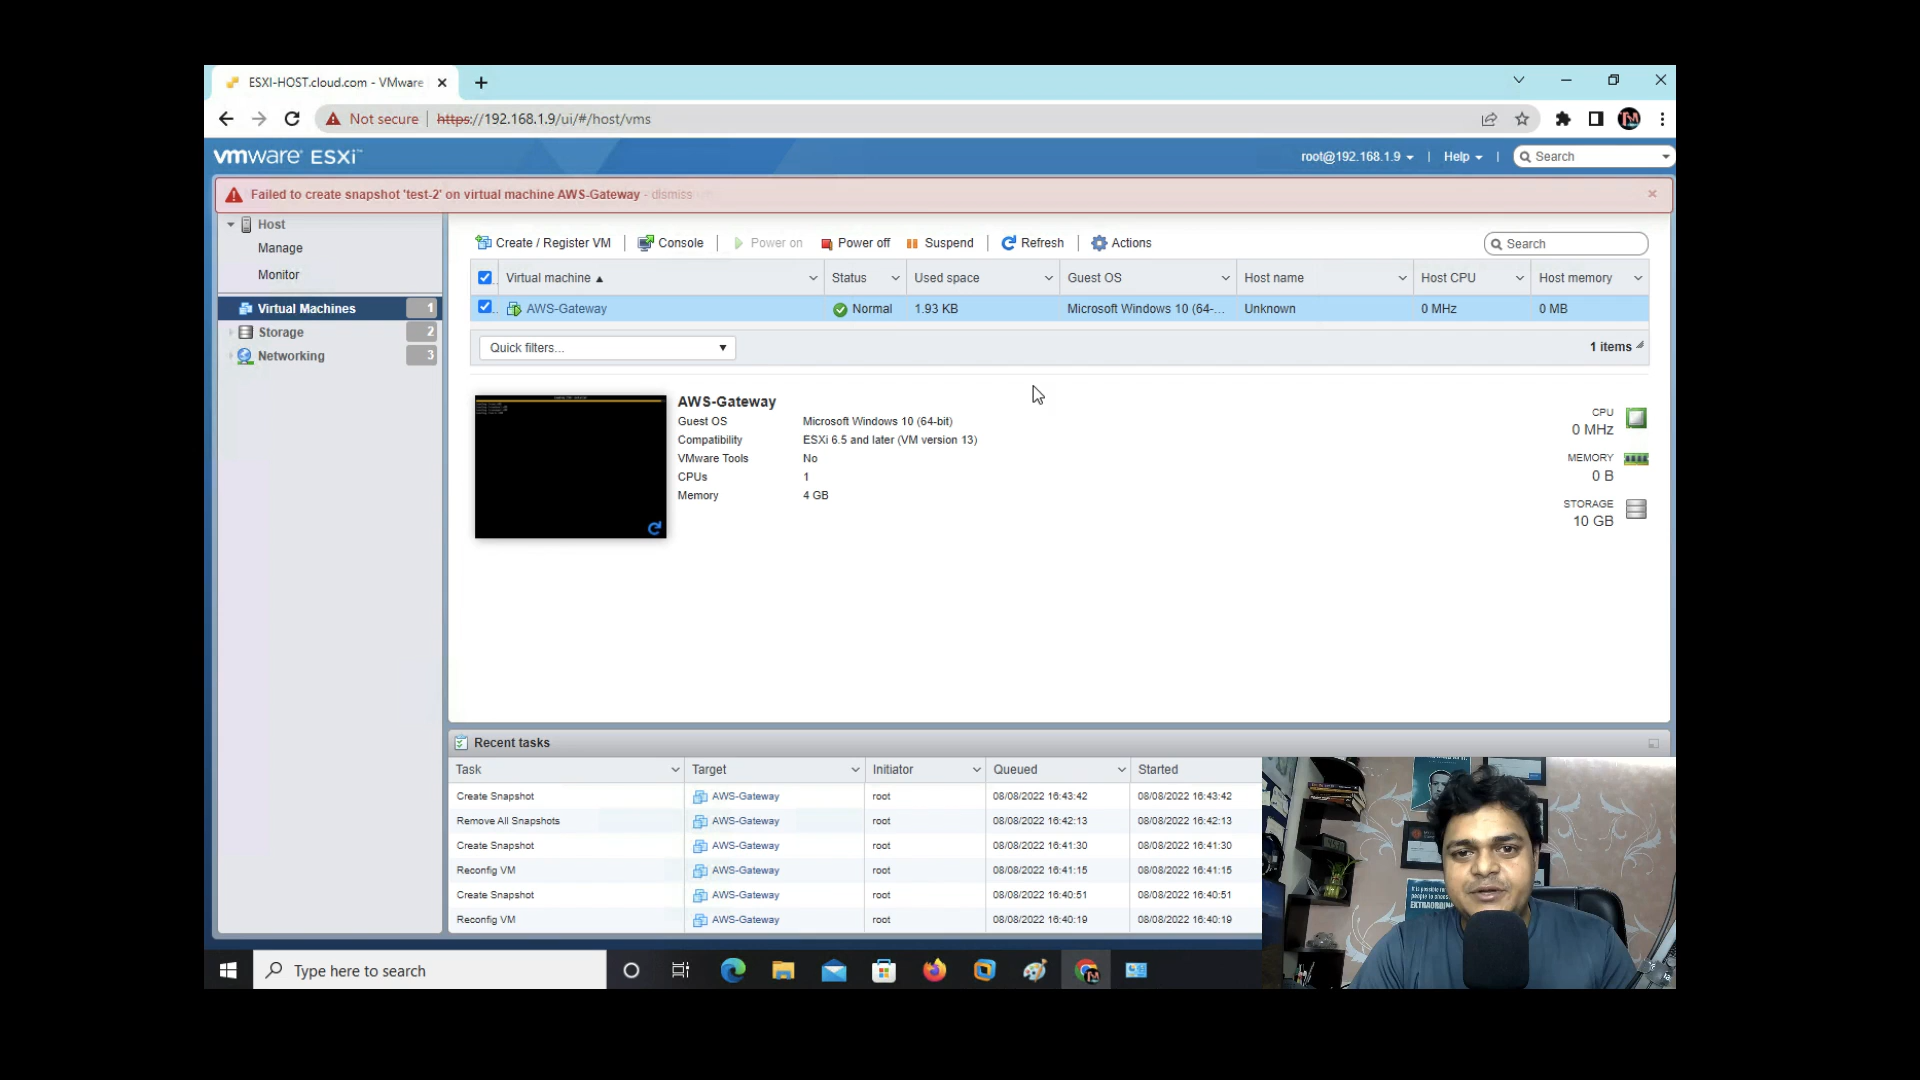 ESXI-HOST.cloud.com - VMware
Not secure https://192.168.1.9/ui/#/host/vms
vmware ESXi™
root@192.168.1.9 | Help | Search
Failed to create snapshot 'test-2' on virtual machine AWS-Gateway - dismiss
Host
Manage
Monitor
Virtual Machines 1
Storage 2
Networking 3
Create / Register VM | Console | Power on Power off Suspend | Refresh | Actions
Search
Virtual machine ▲ Status Used space Guest OS Host name Host CPU Host memory
AWS-Gateway Normal 1.93 KB Microsoft Windows 10 (64-... Unknown 0 MHz 0 MB
Quick filters...
1 items
AWS-Gateway
Guest OS Microsoft Windows 10 (64-bit)
Compatibility ESXi 6.5 and later (VM version 13)
VMware Tools No
CPUs 1
Memory 4 GB
CPU
0 MHz
MEMORY
0 B
STORAGE
10 GB
Recent tasks
Task Target Initiator Queued Started
Create Snapshot AWS-Gateway root 08/08/2022 16:43:42 08/08/2022 16:43:42
Remove All Snapshots AWS-Gateway root 08/08/2022 16:42:13 08/08/2022 16:42:13
Create Snapshot AWS-Gateway root 08/08/2022 16:41:30 08/08/2022 16:41:30
Reconfig VM AWS-Gateway root 08/08/2022 16:41:15 08/08/2022 16:41:15
Create Snapshot AWS-Gateway root 08/08/2022 16:40:51 08/08/2022 16:40:51
Reconfig VM AWS-Gateway root 08/08/2022 16:40:19 08/08/2022 16:40:19
EXTRAORDIN
Type here to search